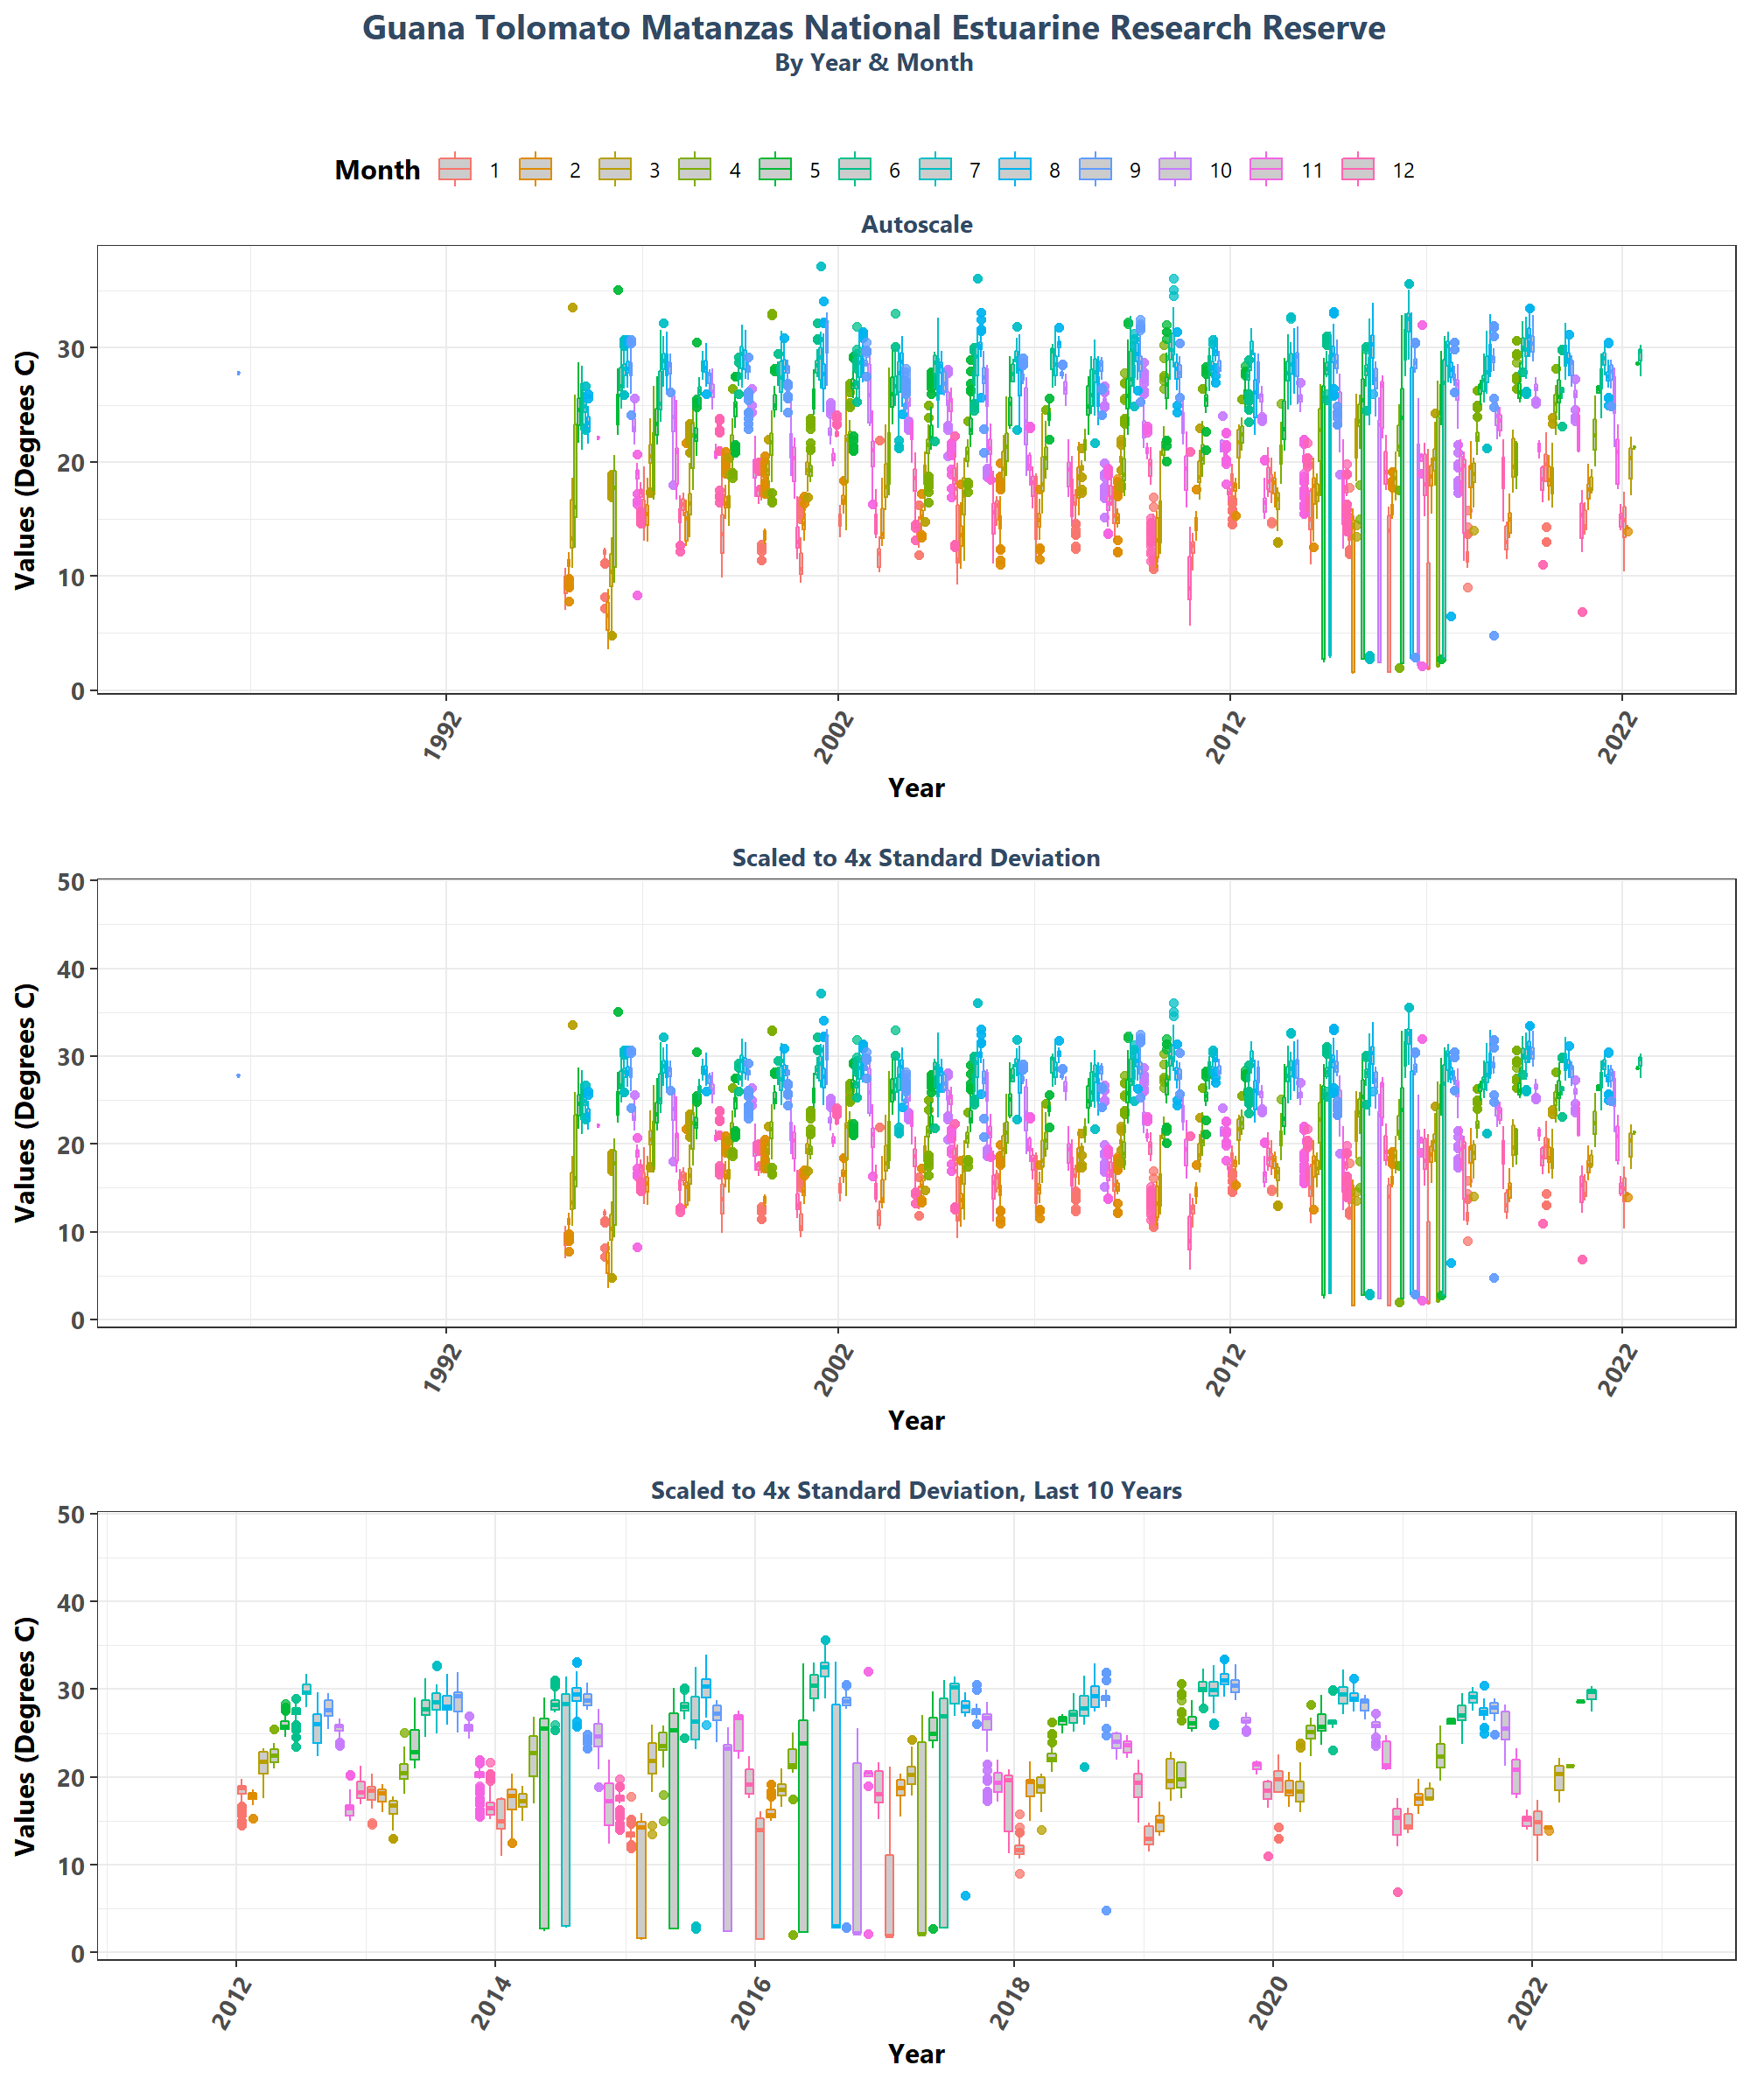 Guana Tolomato Matanzas National Estuarine Research Reserve
By Year & Month
Month 1 2 3 4 5 6 7 8 9 10 11 12
Autoscale
Values (Degrees C)
30
20
10
0
1992 2002 2012 2022
Year
Scaled to 4x Standard Deviation
Values (Degrees C)
50
40
30
20
10
0
1992 2002 2012 2022
Year
Scaled to 4x Standard Deviation, Last 10 Years
Values (Degrees C)
50
40
30
20
10
0
2012 2014 2016 2018 2020 2022
Year